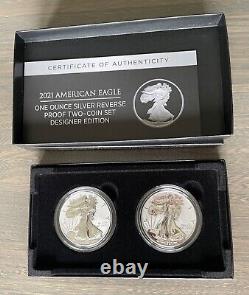 CERTIFICATE OF AUTHENTICITY
2021 AMERICAN EAGLE
ONE OUNCE SILVER REVERSE
PROOF TWO-COIN SET
DESIGNER EDITION